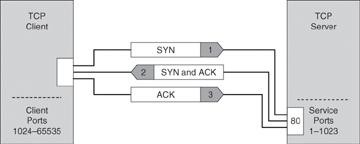 TCP
Client
TCP
Server
SYN 1
2 SYN and ACK
ACK 3
80
Client
Ports
1024–65535
Service
Ports
1–1023